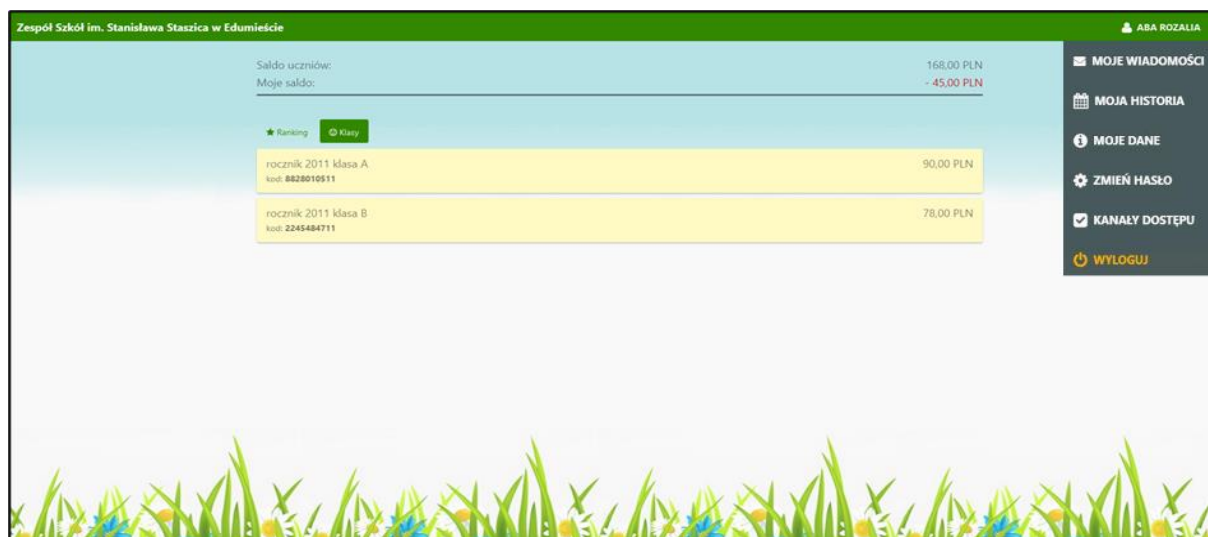 Zespół Szkół im. Stanisława Staszica w Edumieście
ABA ROZALIA
Saldo uczniów: 168,00 PLN
Moje saldo: - 45,00 PLN
Ranking Klasy
rocznik 2011 klasa A 90,00 PLN
kod: 8828010511
rocznik 2011 klasa B 78,00 PLN
kod: 2245484711
MOJE WIADOMOŚCI
MOJA HISTORIA
MOJE DANE
ZMIEŃ HASŁO
KANAŁY DOSTĘPU
WYLOGUJ